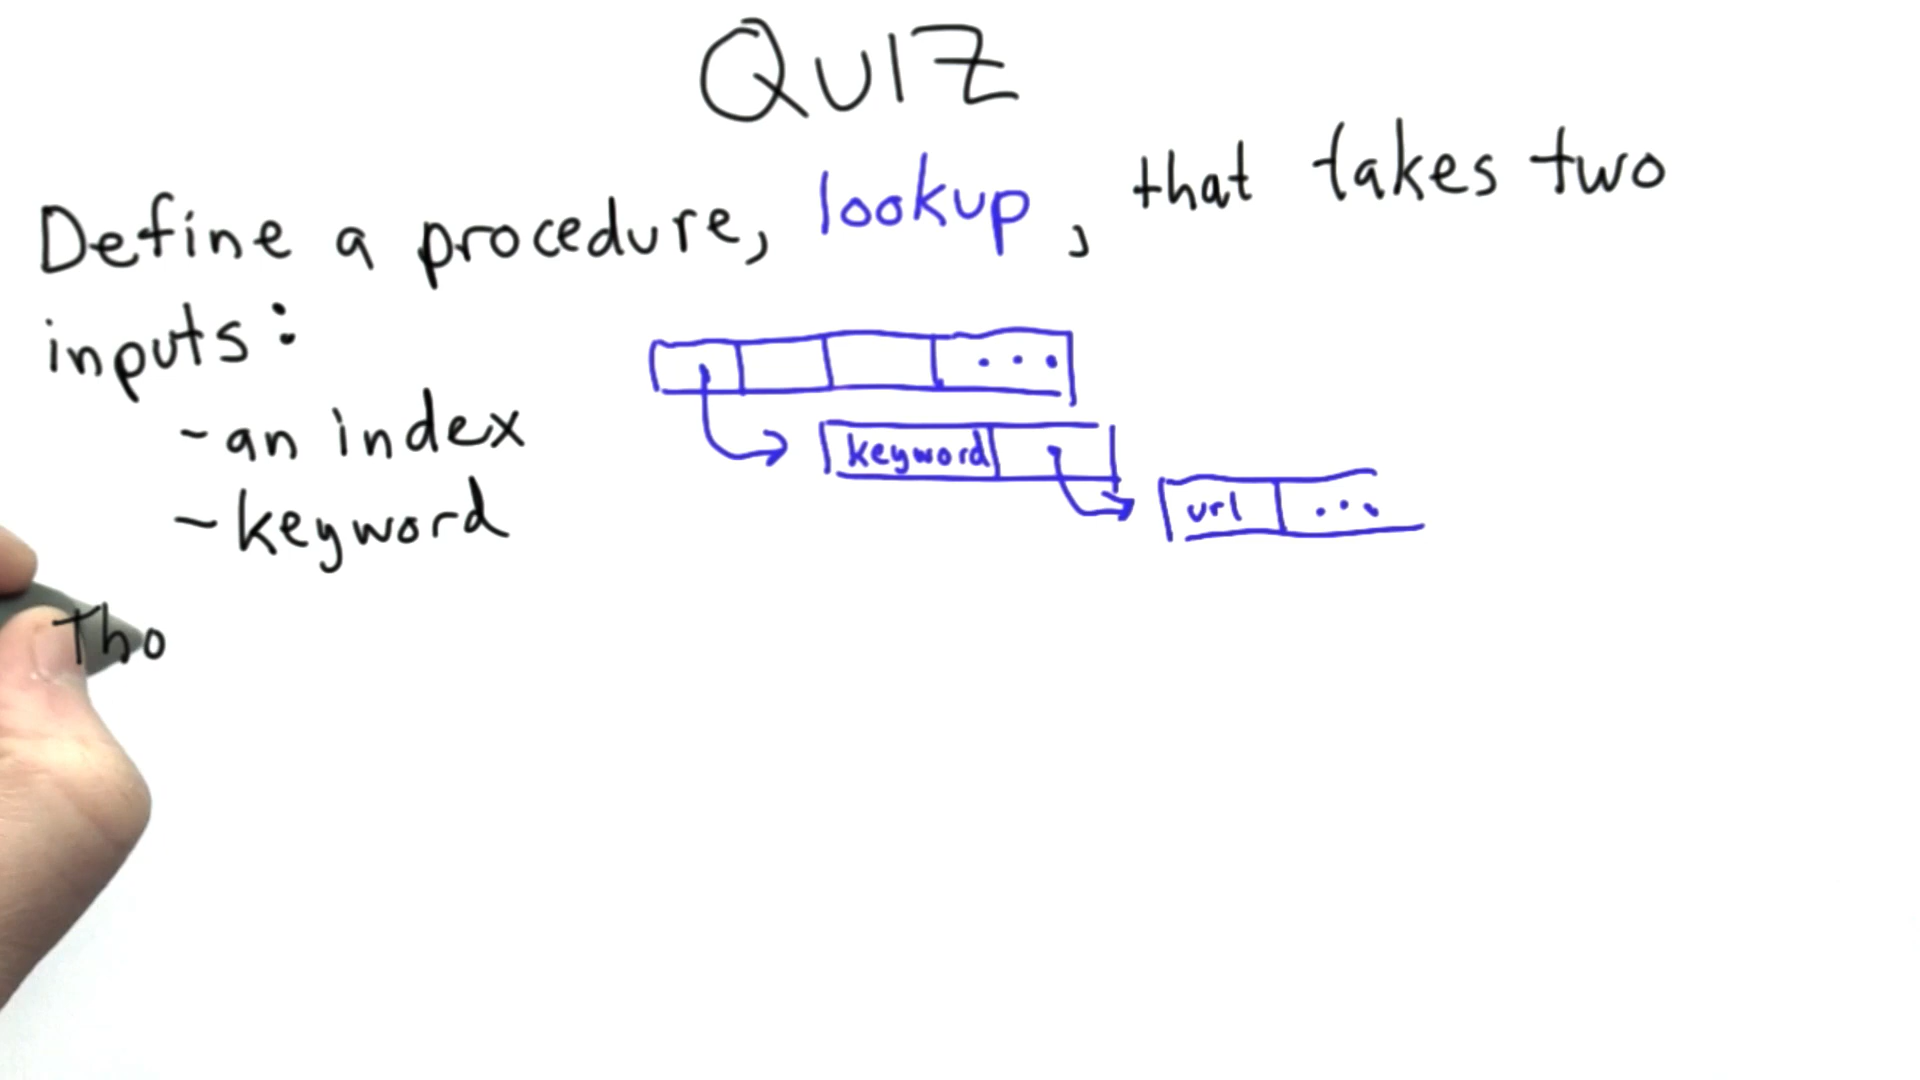 QUIZ
Define a procedure, lookup, that takes two
inputs:
- an index
- keyword
keyword
url ...
Tho